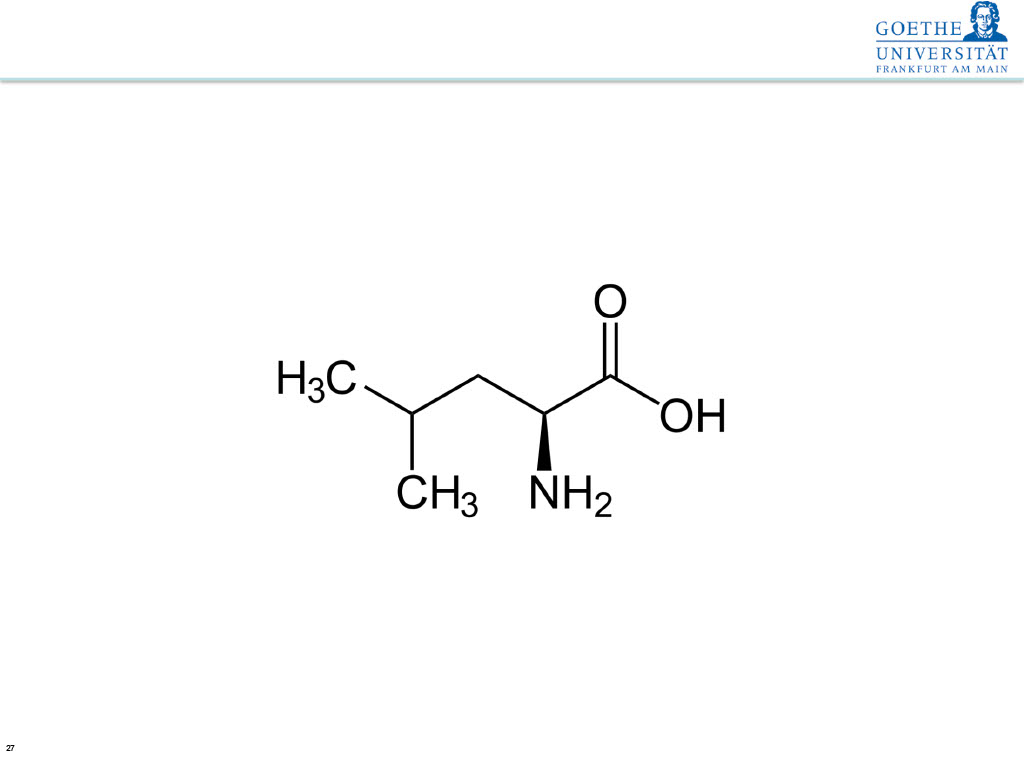 GOETHE
UNIVERSITÄT
FRANKFURT AM MAIN
O
H3C
OH
CH3
NH2
27